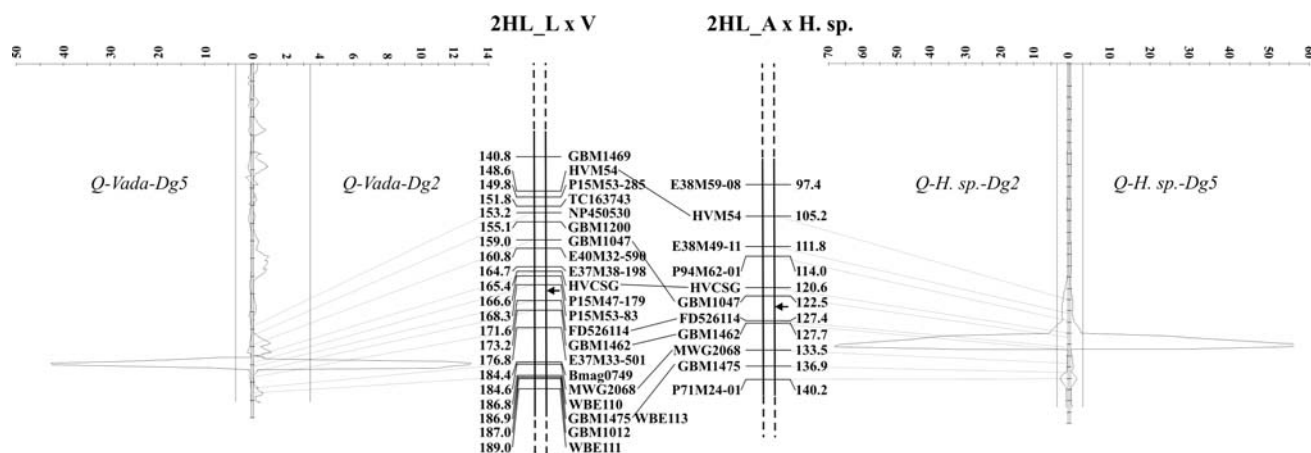 2HL_L x V
2HL_A x H. sp.
50 40 30 20 10 0 2 4 6 8 10 12 14
70 60 50 40 30 20 10 0 10 20 30 40 50 60
Q-Vada-Dg5
Q-Vada-Dg2
Q-H. sp.-Dg2
Q-H. sp.-Dg5
140.8 GBM1469
148.6 HVM54
149.8 P15M53-285
151.8 TC163743
153.2 NP450530
155.1 GBM1200
159.0 GBM1047
160.8 E40M32-590
164.7 E37M38-198
165.4 HVCSG
166.6 P15M47-179
168.3 P15M53-83
171.6 FD526114
173.2 GBM1462
176.8 E37M33-501
184.4 Bmag0749
184.6 MWG2068
186.8 WBE110
186.9 GBM1475 WBE113
187.0 GBM1012
189.0 WBE111
E38M59-08 97.4
HVM54 105.2
E38M49-11 111.8
P94M62-01 114.0
HVCSG 120.6
GBM1047 122.5
FD526114 127.4
GBM1462 127.7
MWG2068 133.5
GBM1475 136.9
P71M24-01 140.2